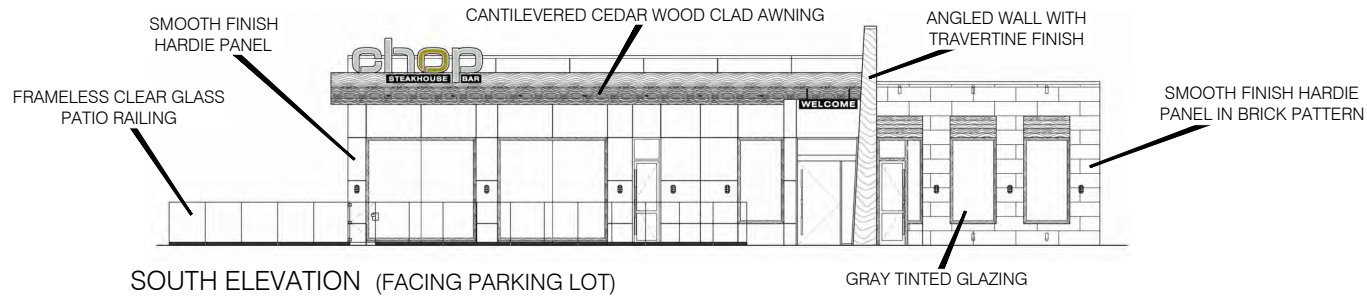 SMOOTH FINISH
HARDIE PANEL
CANTILEVERED CEDAR WOOD CLAD AWNING
ANGLED WALL WITH
TRAVERTINE FINISH
chop
STEAKHOUSE BAR
FRAMELESS CLEAR GLASS
PATIO RAILING
WELCOME
SMOOTH FINISH HARDIE
PANEL IN BRICK PATTERN
SOUTH ELEVATION (FACING PARKING LOT)
GRAY TINTED GLAZING